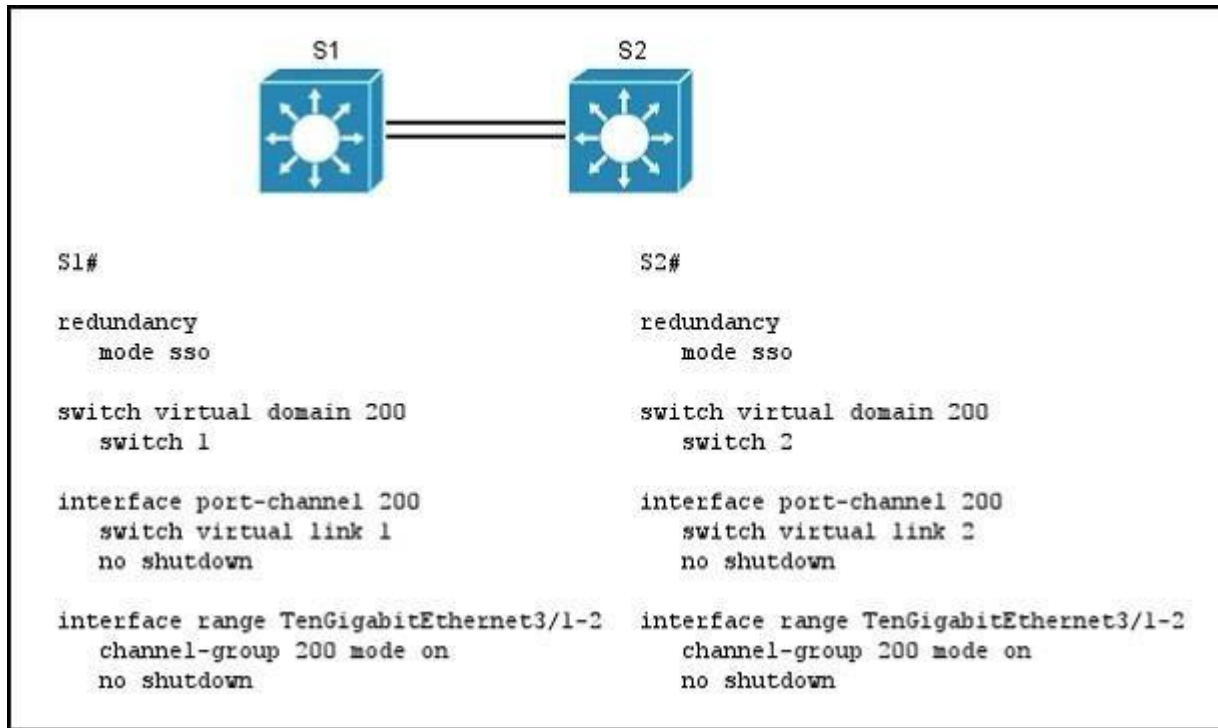 S1
S2
S1#
redundancy
mode sso
switch virtual domain 200
switch 1
interface port-channel 200
switch virtual link 1
no shutdown
interface range TenGigabitEthernet3/1-2
channel-group 200 mode on
no shutdown
S2#
redundancy
mode sso
switch virtual domain 200
switch 2
interface port-channel 200
switch virtual link 2
no shutdown
interface range TenGigabitEthernet3/1-2
channel-group 200 mode on
no shutdown